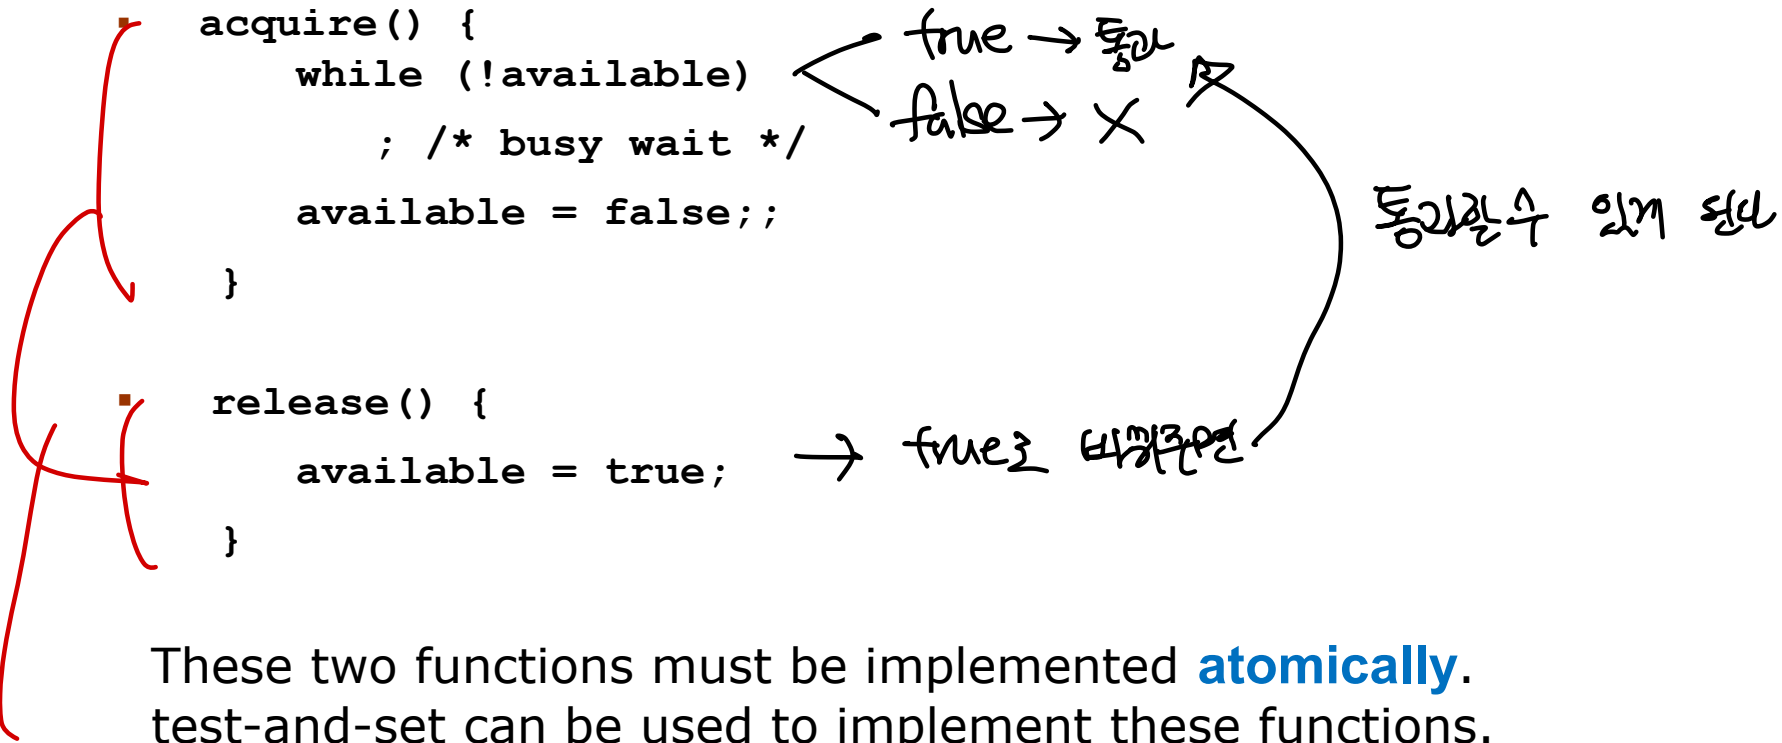 acquire() {
while (!available)
true → 통과
false → X
; /* busy wait */
available = false;;
통과할수 있게 된다
}
release() {
available = true;
→ true로 바꿔주면
}
These two functions must be implemented atomically.
test-and-set can be used to implement these functions.